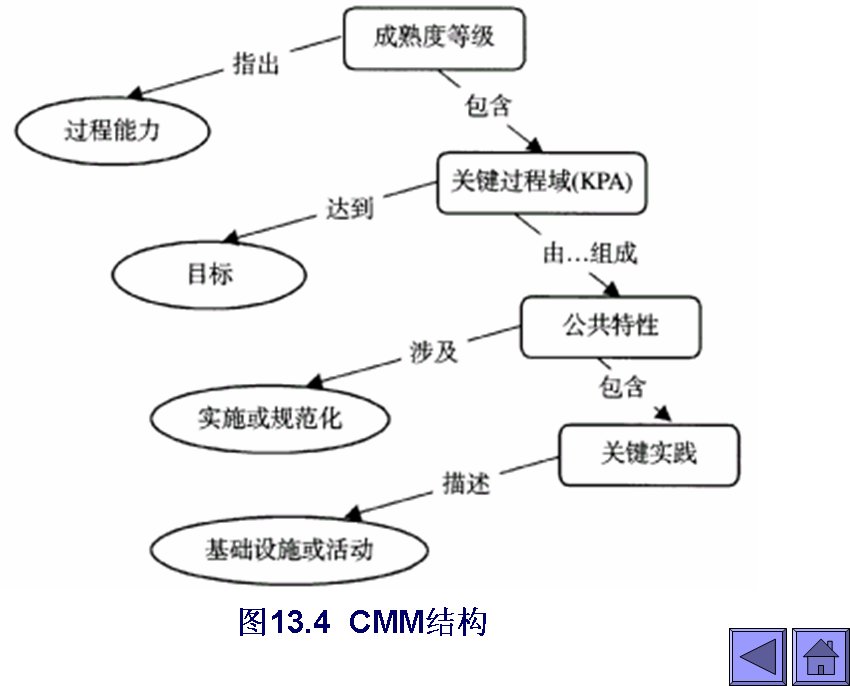 成熟度等级
指出
包含
过程能力
关键过程域(KPA)
达到
由…组成
目标
公共特性
涉及
包含
实施或规范化
关键实践
描述
基础设施或活动
图13.4 CMM结构